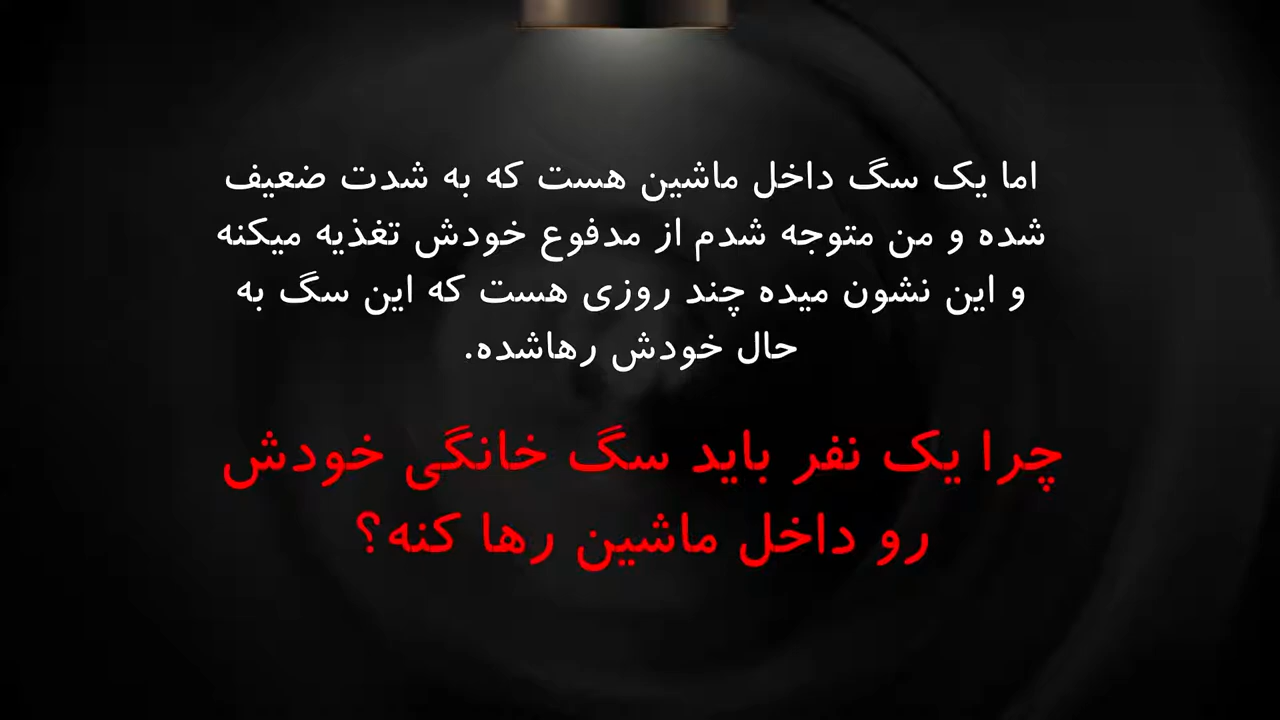 اما یک سگ داخل ماشین هست که به شدت ضعیف
شده و من متوجه شدم از مدفوع خودش تغذیه میکنه
و این نشون میده چند روزی هست که این سگ به
حال خودش رهاشده.
چرا یک نفر باید سگ خانگی خودش
رو داخل ماشین رها کنه؟